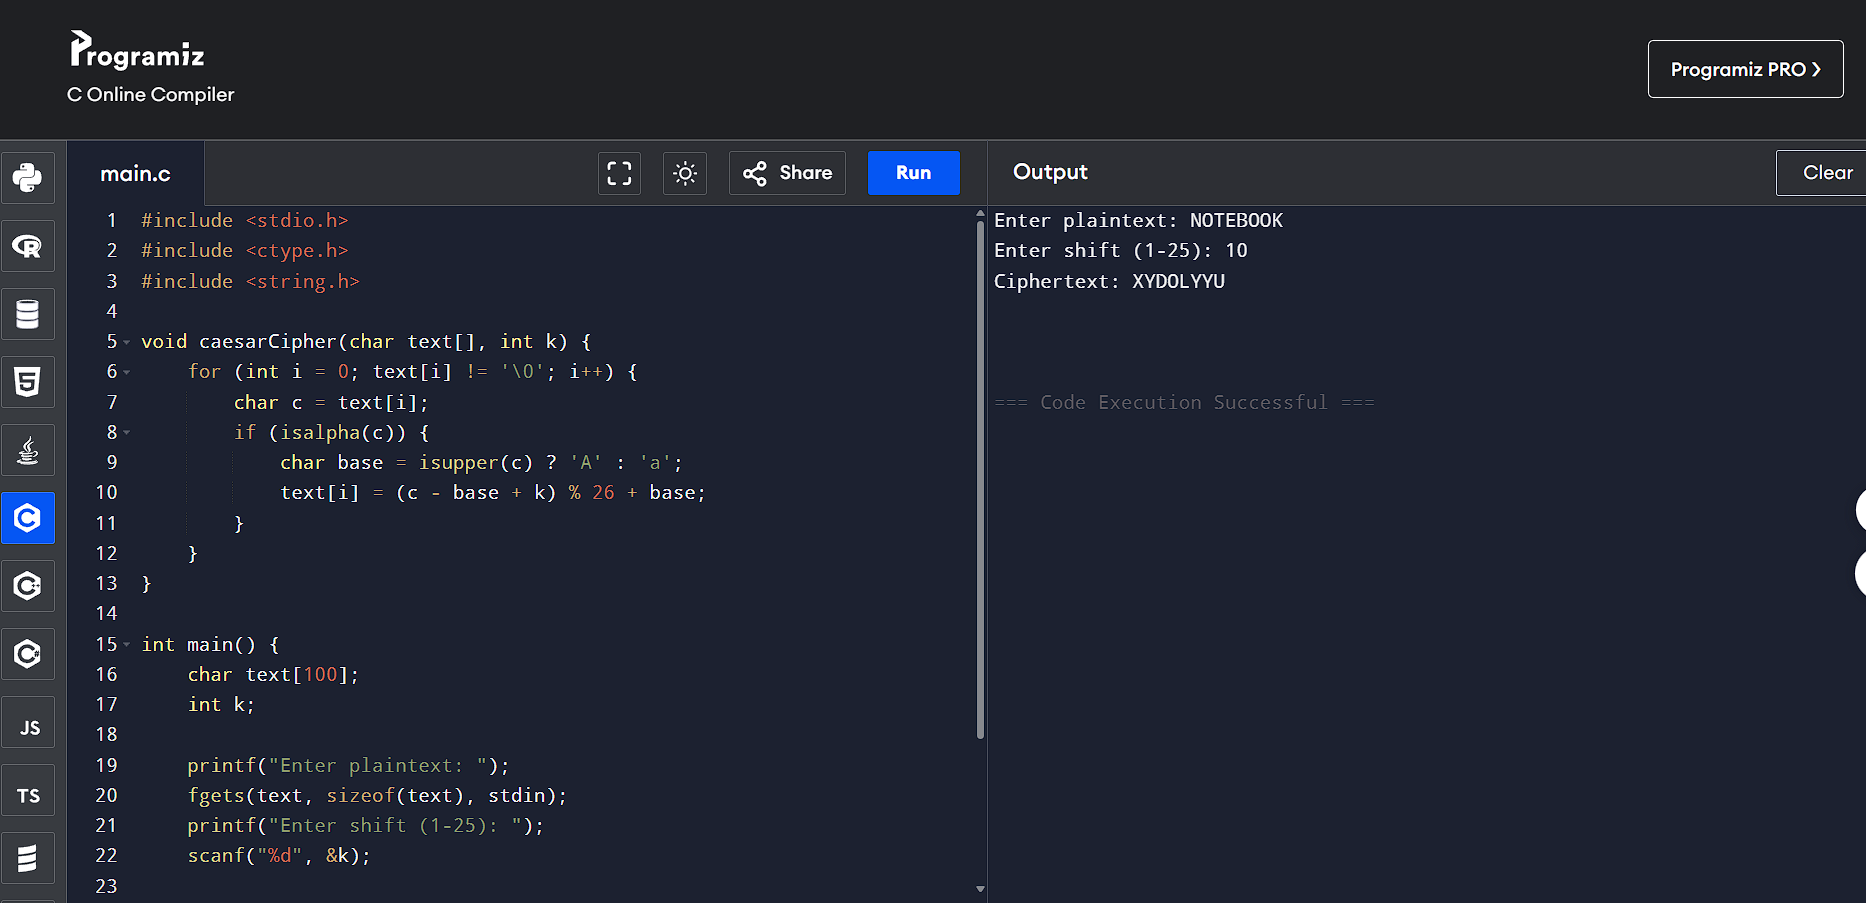 Programiz
C Online Compiler
Programiz PRO ❯
main.c
Share
Run
Output
Clear
1 #include <stdio.h>
2 #include <ctype.h>
3 #include <string.h>
4
5 void caesarCipher(char text[], int k) {
6     for (int i = 0; text[i] != '\0'; i++) {
7         char c = text[i];
8         if (isalpha(c)) {
9             char base = isupper(c) ? 'A' : 'a';
10             text[i] = (c - base + k) % 26 + base;
11         }
12     }
13 }
14
15 int main() {
16     char text[100];
17     int k;
18
19     printf("Enter plaintext: ");
20     fgets(text, sizeof(text), stdin);
21     printf("Enter shift (1-25): ");
22     scanf("%d", &k);
23
Enter plaintext: NOTEBOOK
Enter shift (1-25): 10
Ciphertext: XYDOLYYU
=== Code Execution Successful ===
R
5
C
C++
C#
JS
TS